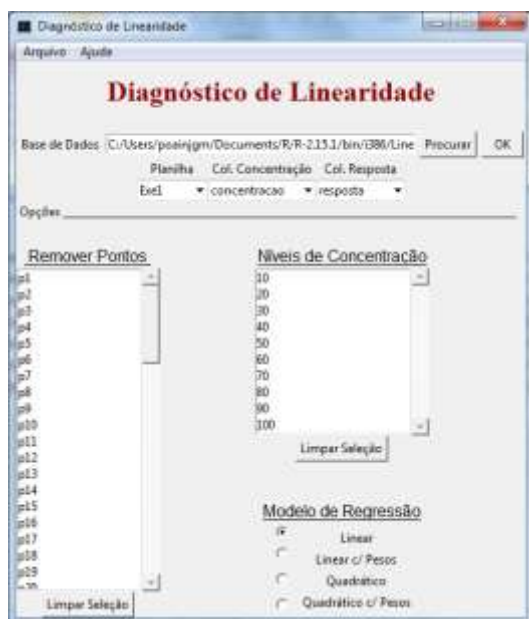 Diagnóstico de Linearidade
Arquivo Ajuda
Diagnóstico de Linearidade
Base de Dados C:/Users/poainjgm/Documents/R/R-2.15.1/bin/i386/Line Procurar OK
Planilha Col. Concentração Col. Resposta
Exe1 concentracao resposta
Opções
Remover Pontos
p1
p2
p3
p4
p5
p6
p7
p8
p9
p10
p11
p12
p13
p14
p15
p16
p17
p18
p19
Limpar Seleção
Níveis de Concentração
10
20
30
40
50
60
70
80
90
100
Limpar Seleção
Modelo de Regressão
Linear
Linear c/ Pesos
Quadrático
Quadrático c/ Pesos